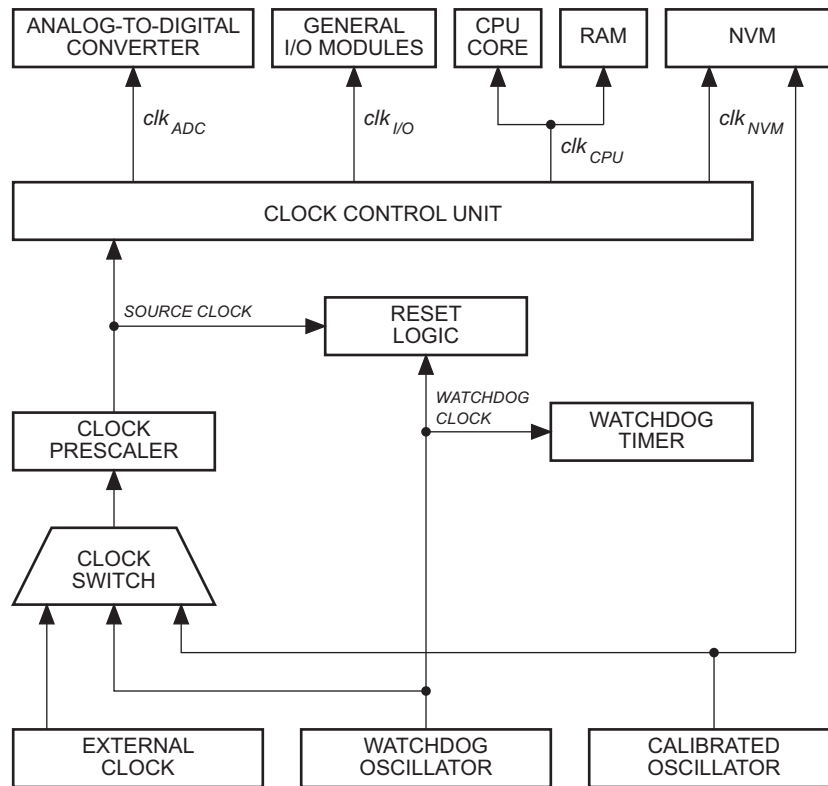 ANALOG-TO-DIGITAL
CONVERTER
GENERAL
I/O MODULES
CPU
CORE
RAM
NVM
clk ADC
clk I/O
clk CPU
clk NVM
CLOCK CONTROL UNIT
SOURCE CLOCK
RESET
LOGIC
WATCHDOG
CLOCK
CLOCK
PRESCALER
WATCHDOG
TIMER
CLOCK
SWITCH
EXTERNAL
CLOCK
WATCHDOG
OSCILLATOR
CALIBRATED
OSCILLATOR